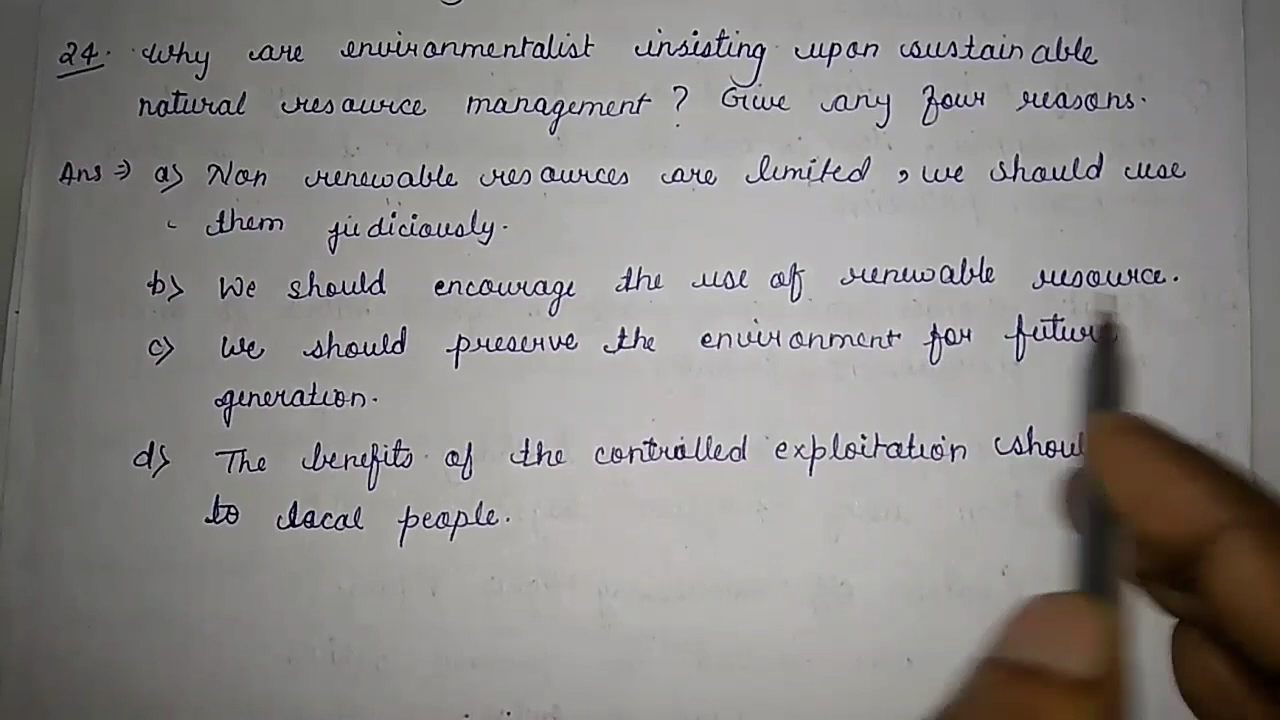 24. Why are environmentalist insisting upon sustainable
natural resource management ? Give any four reasons.
Ans ⇒ a) Non renewable resources are limited , we should use
them judiciously.
b) We should encourage the use of renewable resource.
c) We should preserve the environment for future
generation.
d) The benefits of the controlled exploitation
to local people.